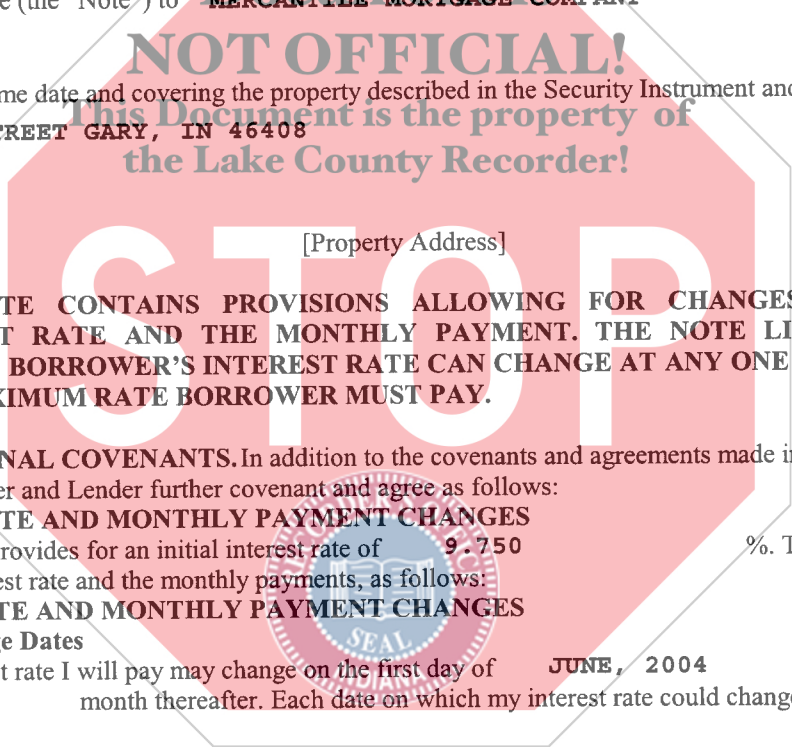 e (the "Note") to MERCANTILE MORTGAGE COMPANY
NOT OFFICIAL!
me date and covering the property described in the Security Instrument and
This Document is the property of
TREET GARY, IN 46408
the Lake County Recorder!
[Property Address]
STOP
TE CONTAINS PROVISIONS ALLOWING FOR CHANGES
T RATE AND THE MONTHLY PAYMENT. THE NOTE LI
BORROWER'S INTEREST RATE CAN CHANGE AT ANY ONE
XIMUM RATE BORROWER MUST PAY.
NAL COVENANTS. In addition to the covenants and agreements made i
er and Lender further covenant and agree as follows:
TE AND MONTHLY PAYMENT CHANGES
rovides for an initial interest rate of 9.750 %. T
est rate and the monthly payments, as follows:
TE AND MONTHLY PAYMENT CHANGES
e Dates
t rate I will pay may change on the first day of JUNE, 2004
month thereafter. Each date on which my interest rate could change
SEAL
INDIANA